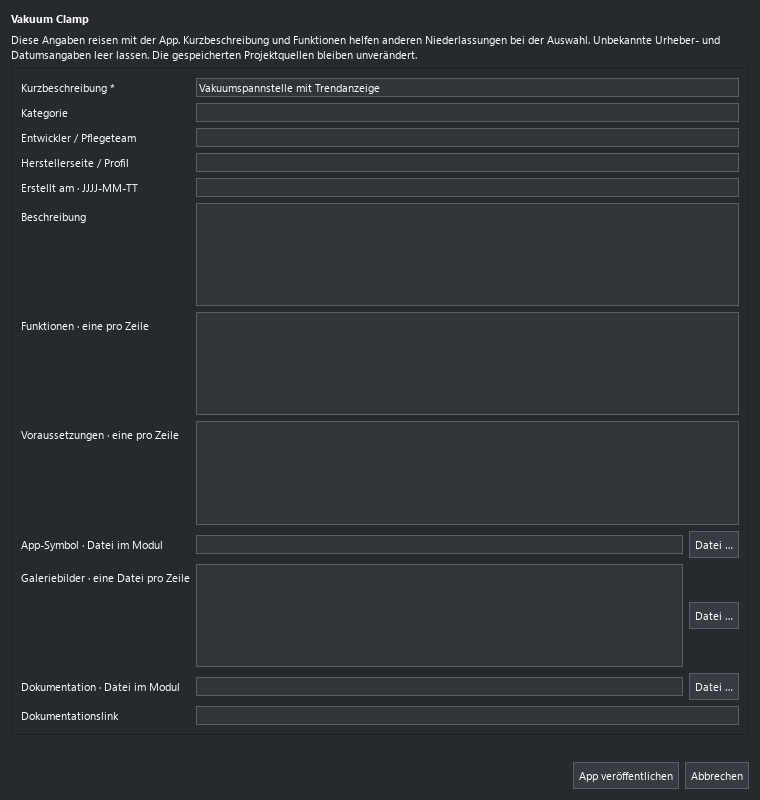 Vakuum Clamp
Diese Angaben reisen mit der App. Kurzbeschreibung und Funktionen helfen anderen Niederlassungen bei der Auswahl. Unbekannte Urheber- und
Datumsangaben leer lassen. Die gespeicherten Projektquellen bleiben unverändert.
Kurzbeschreibung * Vakuumspannstelle mit Trendanzeige
Kategorie
Entwickler / Pflegeteam
Herstellerseite / Profil
Erstellt am · JJJJ-MM-TT
Beschreibung
Funktionen · eine pro Zeile
Voraussetzungen · eine pro Zeile
App-Symbol · Datei im Modul Datei ...
Galeriebilder · eine Datei pro Zeile
Datei ...
Dokumentation · Datei im Modul Datei ...
Dokumentationslink
App veröffentlichen Abbrechen